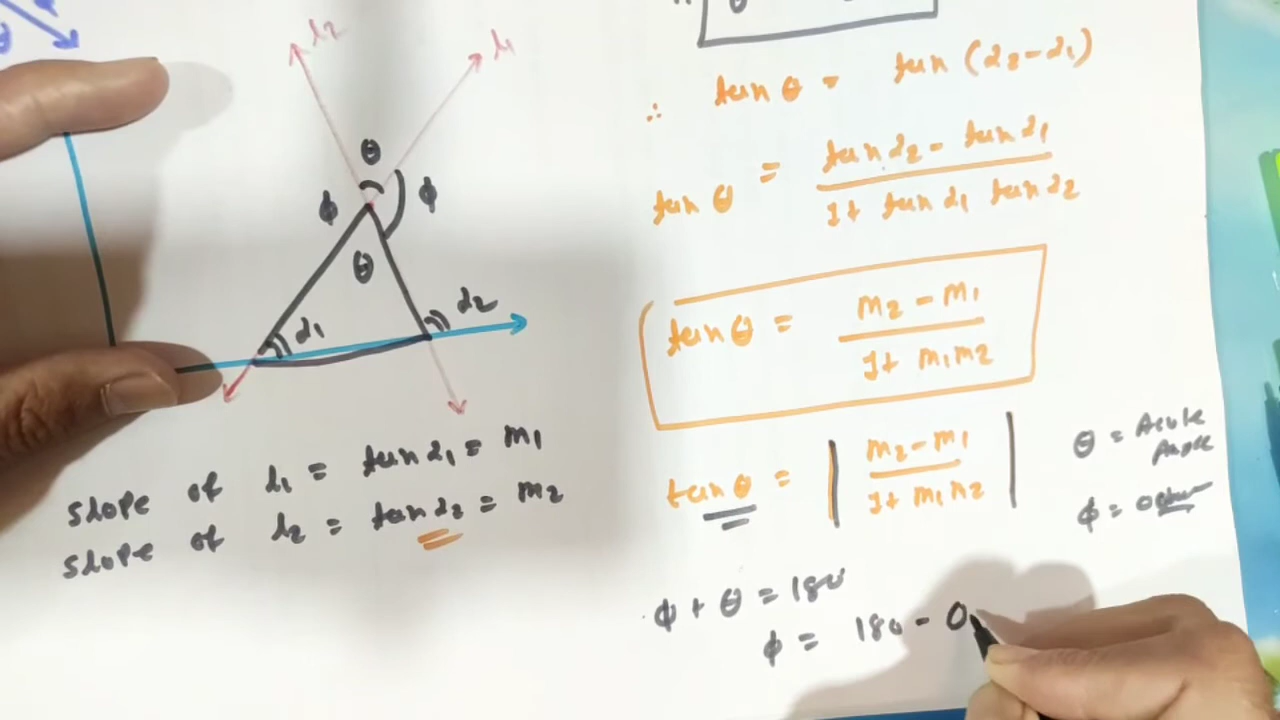 l2
l1
θ
ϕ
ϕ
θ
α1
α2
slope of l1 = tan α1 = m1
slope of l2 = tan α2 = m2
∴ tan θ = tan (α2 - α1)
tan θ = tan α2 - tan α1 / 1 + tan α1 tan α2
tan θ = m2 - m1 / 1 + m1m2
tan θ = | m2 - m1 / 1 + m1m2 |
θ = Acute
Angle
ϕ =
ϕ + θ = 180
ϕ = 180 - θ